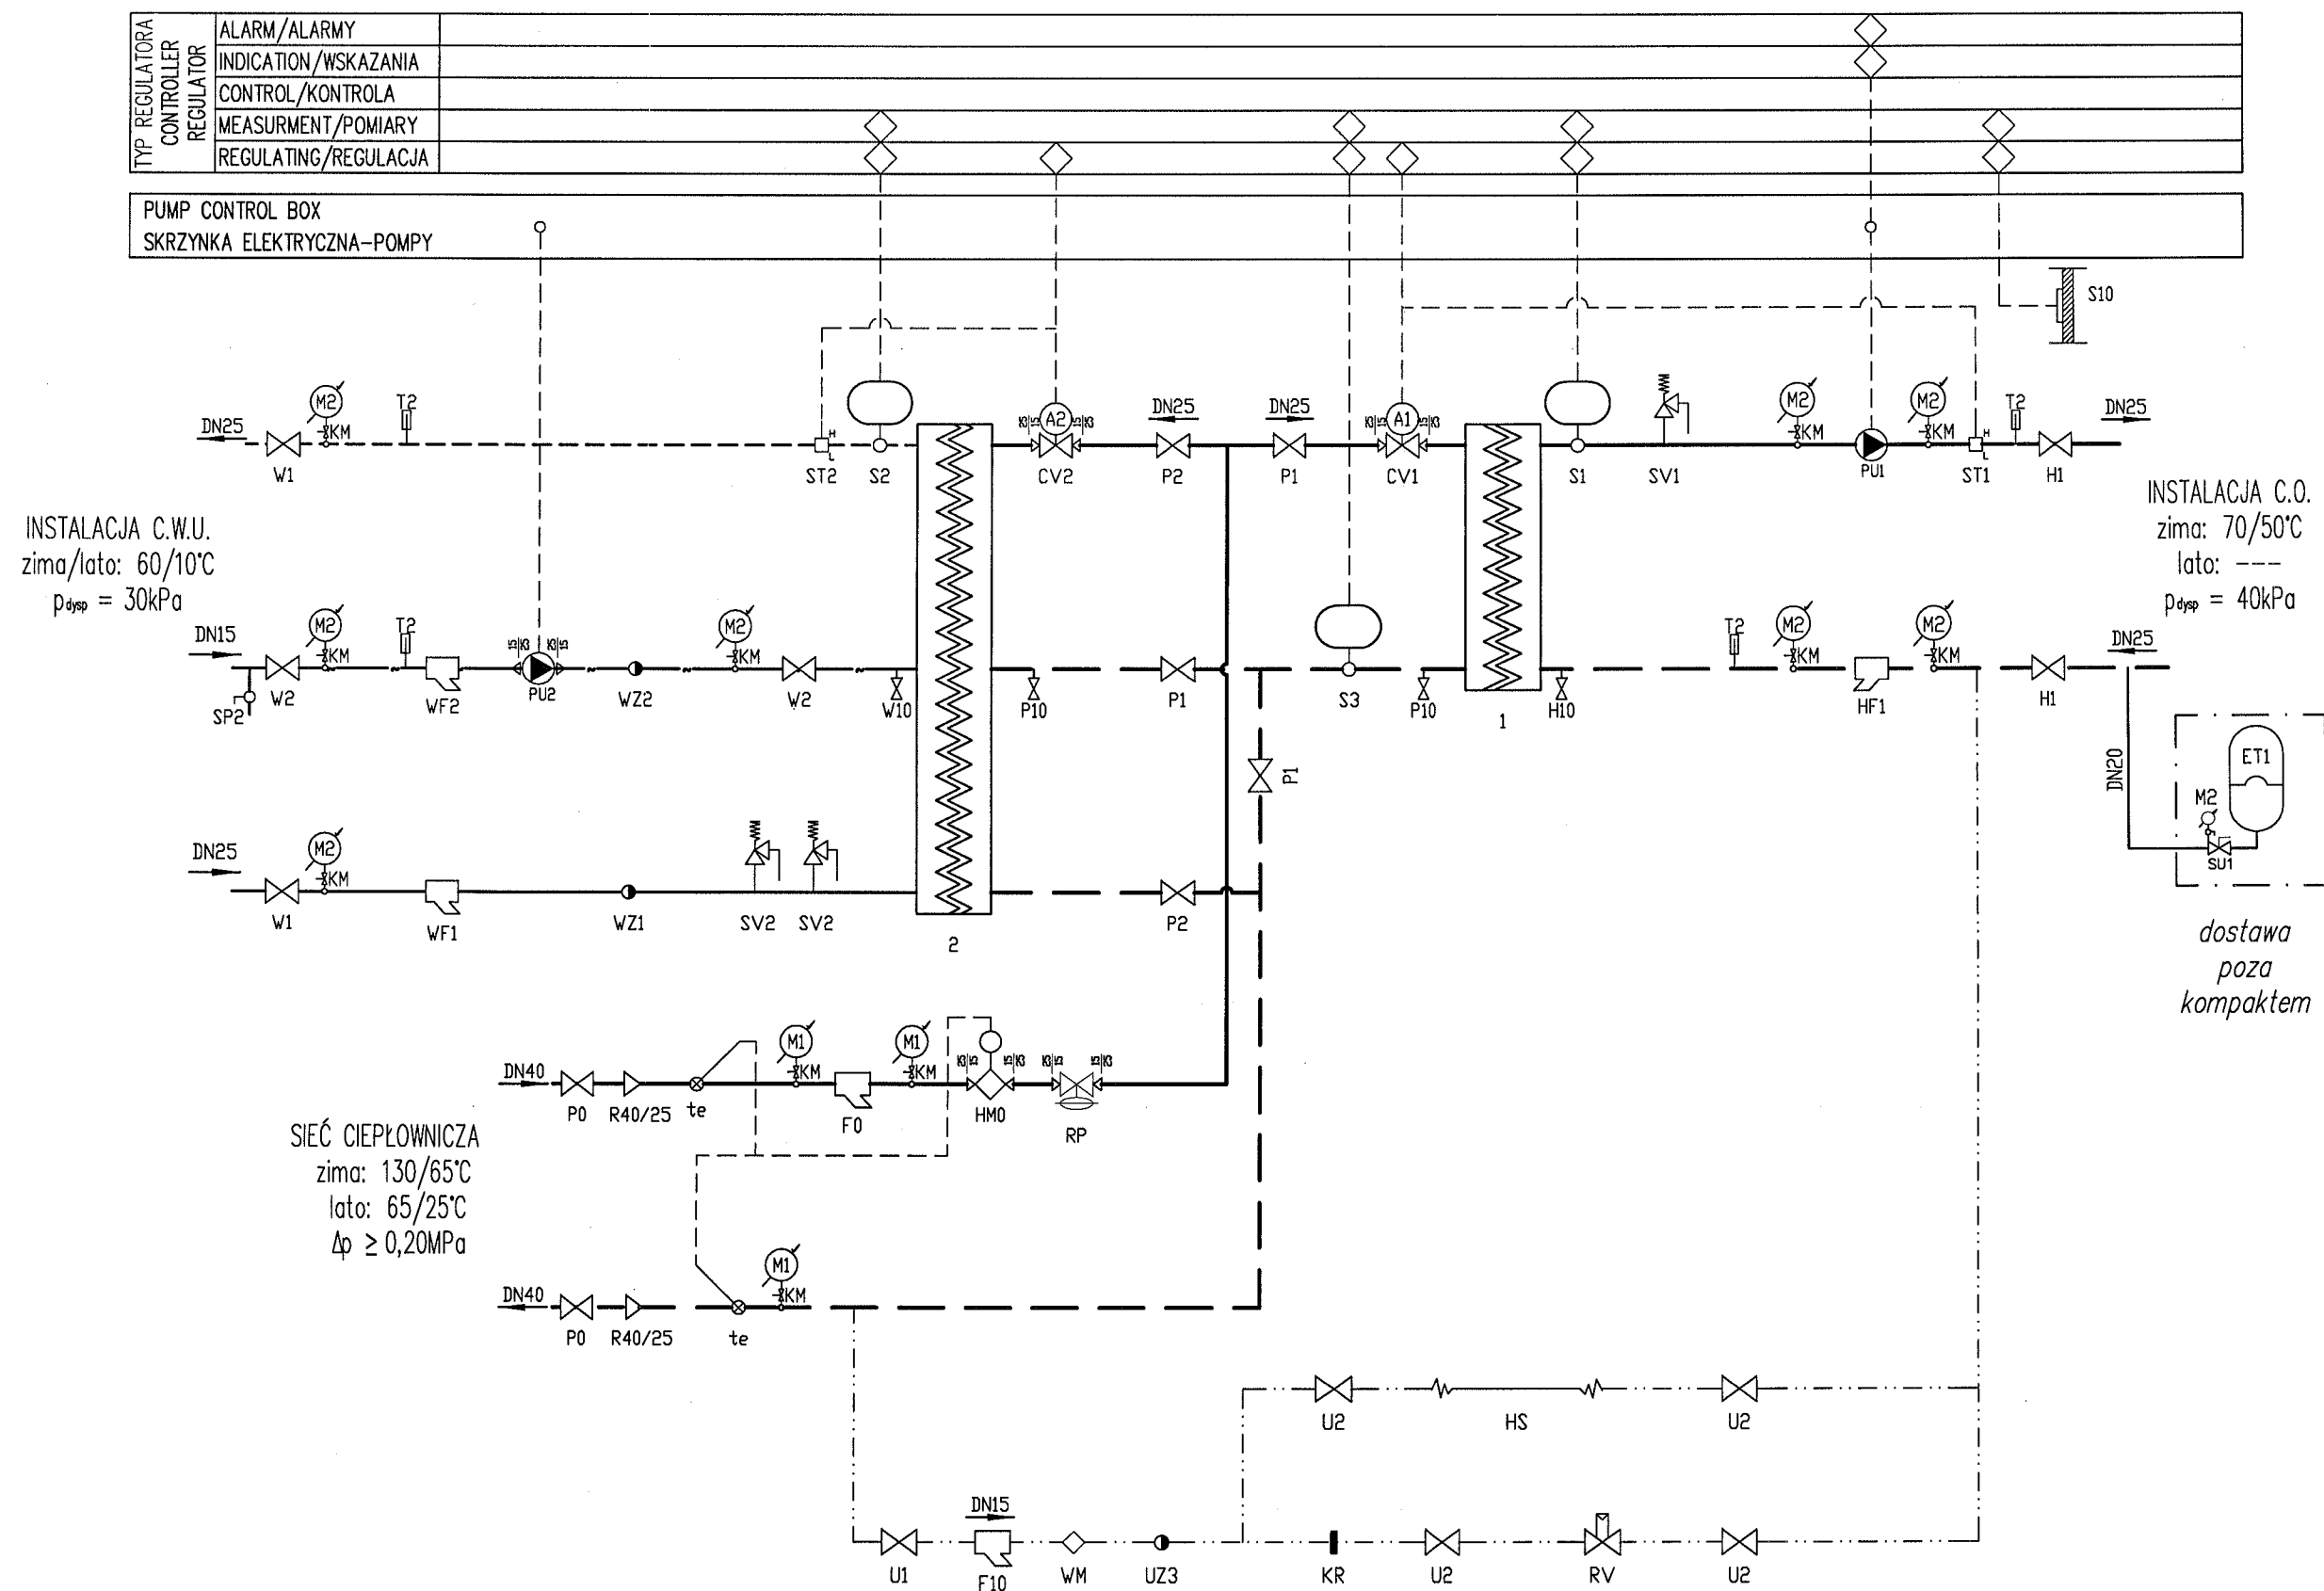 TYP REGULATORA
CONTROLLER
REGULATOR
ALARM/ALARMY
INDICATION/WSKAZANIA
CONTROL/KONTROLA
MEASURMENT/POMIARY
REGULATING/REGULACJA
PUMP CONTROL BOX
SKRZYNKA ELEKTRYCZNA-POMPY
S10
DN25 M2 T2 A2 DN25 DN25 A1 M2 M2 T2 DN25
KM KM KM
H H
L L
W1 ST2 S2 CV2 P2 P1 CV1 S1 SV1 PU1 ST1 H1
INSTALACJA C.W.U.
zima/lato: 60/10°C
pdysp = 30kPa
INSTALACJA C.O.
zima: 70/50°C
lato: ---
pdysp = 40kPa
DN15 M2 T2 M2 T2 M2 M2 DN25
KM KM KM KM
SP2 W2 WF2 PU2 WZ2 W2 W10 P10 P1 S3 P10 1 H10 HF1 H1
P1
DN20
ET1
M2
SU1
DN25 M2
KM
W1 WF1 WZ1 SV2 SV2 2 P2
dostawa
poza
kompaktem
DN40 M1 M1
KM KM
P0 R40/25 te F0 HM0 RP
SIEĆ CIEPŁOWNICZA
zima: 130/65°C
lato: 65/25°C
Δp ≥ 0,20MPa
DN40 M1
KM
P0 R40/25 te
U2 HS U2
DN15
U1 F10 WM UZ3 KR U2 RV U2